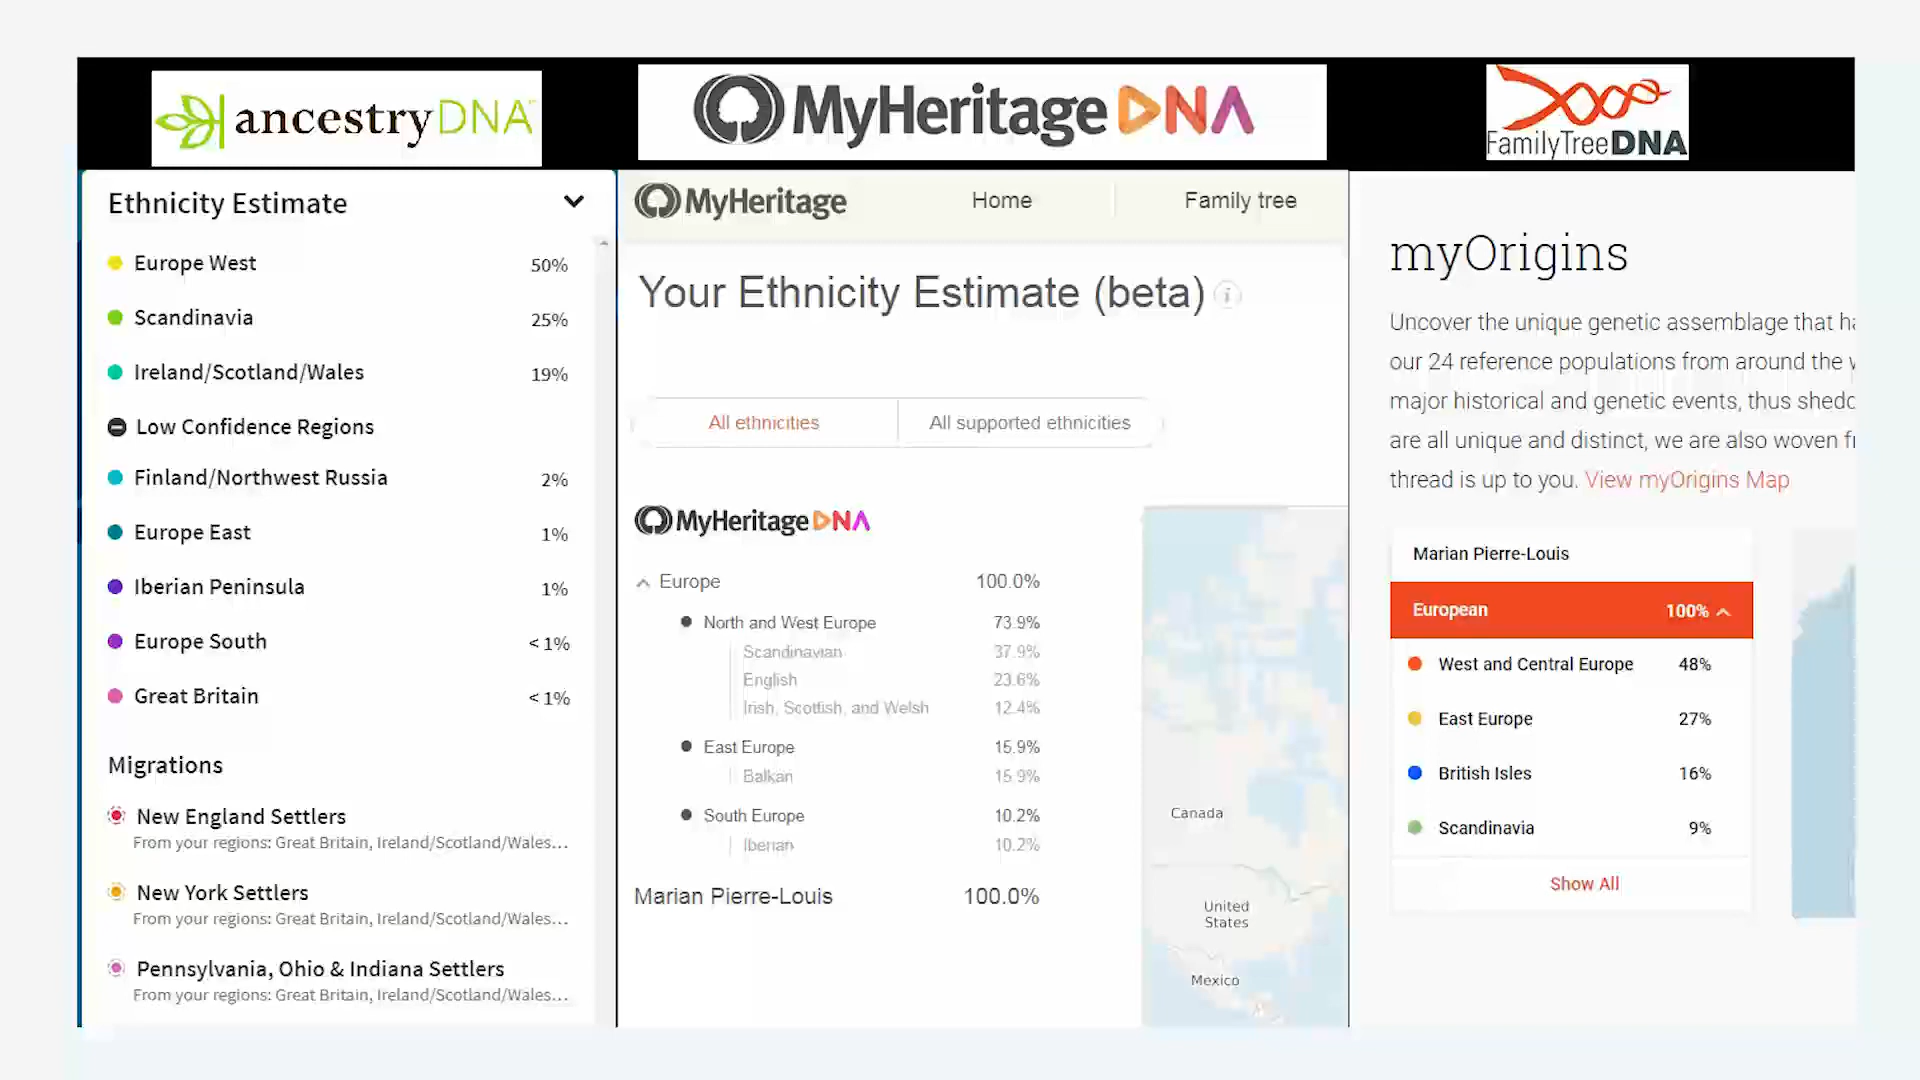 ancestryDNA
MyHeritage DNA
FamilyTreeDNA
Ethnicity Estimate
Europe West 50%
Scandinavia 25%
Ireland/Scotland/Wales 19%
Low Confidence Regions
Finland/Northwest Russia 2%
Europe East 1%
Iberian Peninsula 1%
Europe South <1%
Great Britain <1%
Migrations
New England Settlers
From your regions: Great Britain, Ireland/Scotland/Wales...
New York Settlers
From your regions: Great Britain, Ireland/Scotland/Wales...
Pennsylvania, Ohio & Indiana Settlers
From your regions: Great Britain, Ireland/Scotland/Wales...
MyHeritage Home Family tree
Your Ethnicity Estimate (beta) i
All ethnicities All supported ethnicities
MyHeritage DNA
Europe 100.0%
North and West Europe 73.9%
Scandinavian 37.9%
English 23.6%
Irish, Scottish, and Welsh 12.4%
East Europe 15.9%
Balkan 15.9%
South Europe 10.2%
Iberian 10.2%
Marian Pierre-Louis 100.0%
Canada
United
States
Mexico
myOrigins
Uncover the unique genetic assemblage that
our 24 reference populations from around the
major historical and genetic events, thus
are all unique and distinct, we are also woven
thread is up to you. View myOrigins Map
Marian Pierre-Louis
European 100%
West and Central Europe 48%
East Europe 27%
British Isles 16%
Scandinavia 9%
Show All